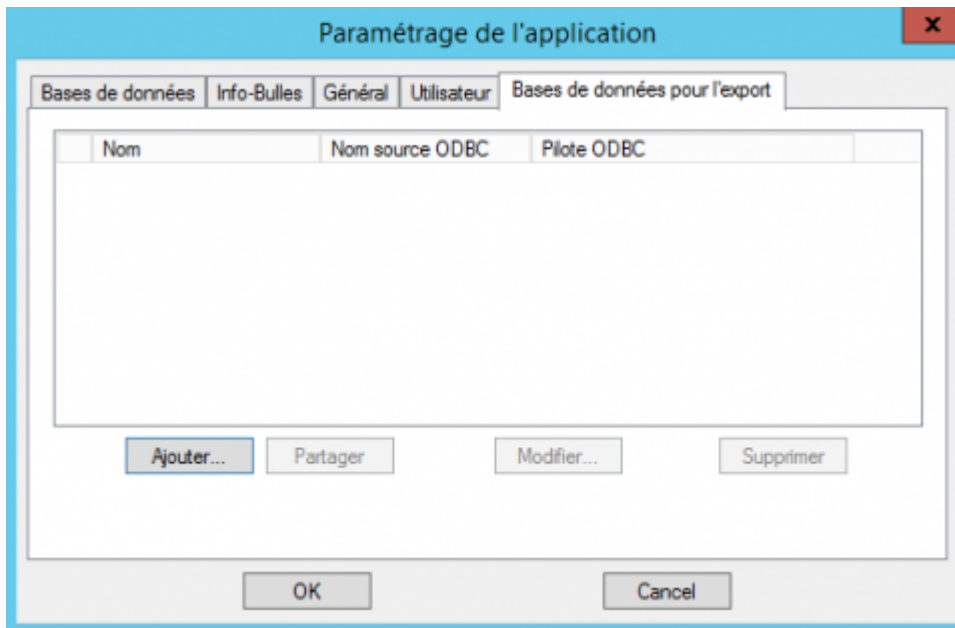 Paramétrage de l'application
x
Bases de données Info-Bulles Général Utilisateur Bases de données pour l'export
Nom Nom source ODBC Pilote ODBC
Ajouter... Partager Modifier... Supprimer
OK Cancel